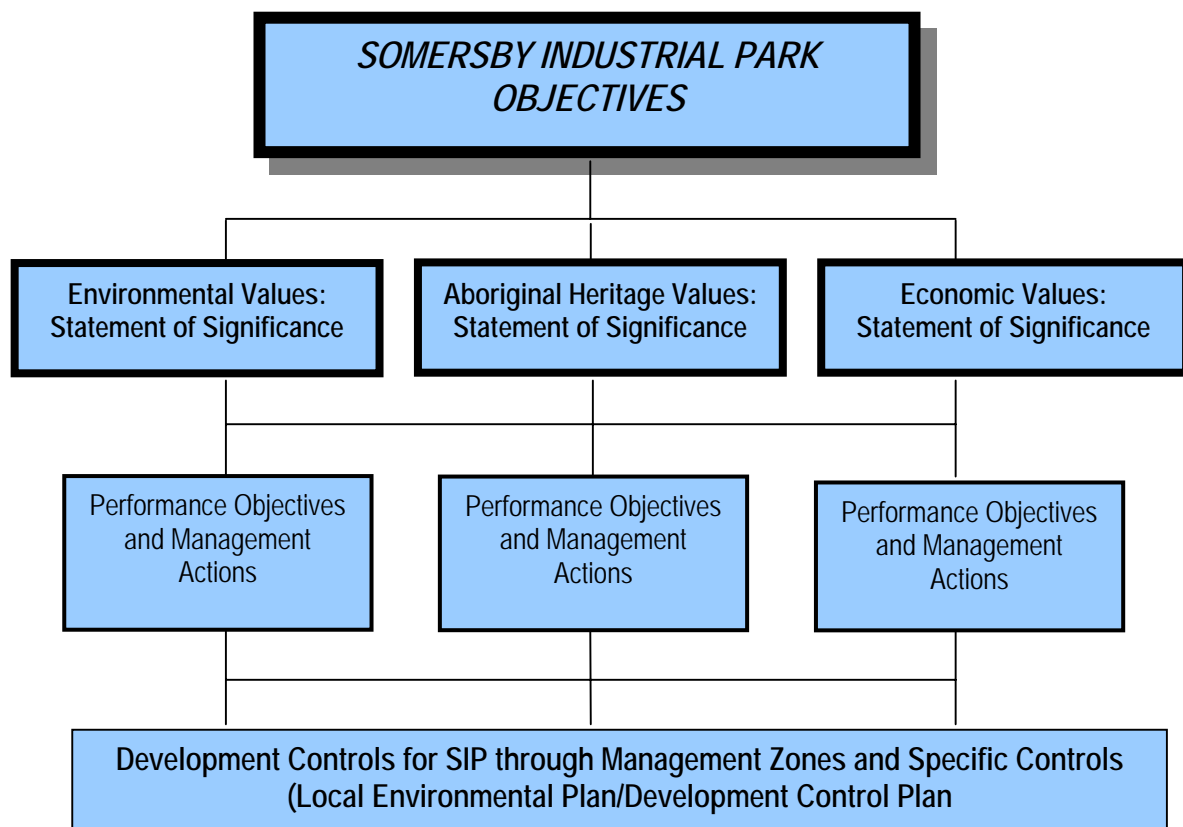 SOMERSBY INDUSTRIAL PARK
OBJECTIVES
Environmental Values:
Statement of Significance
Aboriginal Heritage Values:
Statement of Significance
Economic Values:
Statement of Significance
Performance Objectives
and Management
Actions
Performance Objectives
and Management
Actions
Performance Objectives
and Management
Actions
Development Controls for SIP through Management Zones and Specific Controls
(Local Environmental Plan/Development Control Plan